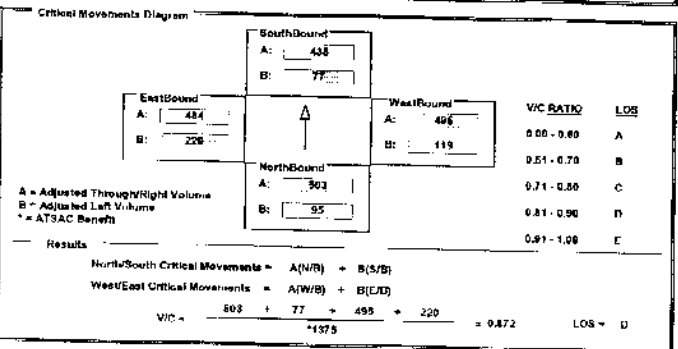 Critical Movements Diagram
SouthBound
A: 438
B: 77
EastBound
A: 484
B: 220
WestBound
A: 495
B: 119
NorthBound
A: 503
B: 95
V/C RATIO LOS
0.00 - 0.60 A
0.61 - 0.70 B
0.71 - 0.80 C
0.81 - 0.90 D
0.91 - 1.00 E
A = Adjusted Through/Right Volume
B = Adjusted Left Volume
* = ATSAC Benefit
Results
North/South Critical Movements = A(N/B) + B(S/B)
West/East Critical Movements = A(W/B) + B(E/B)
V/C = 503 + 77 + 495 + 220 = 0.872 LOS = D
*1375